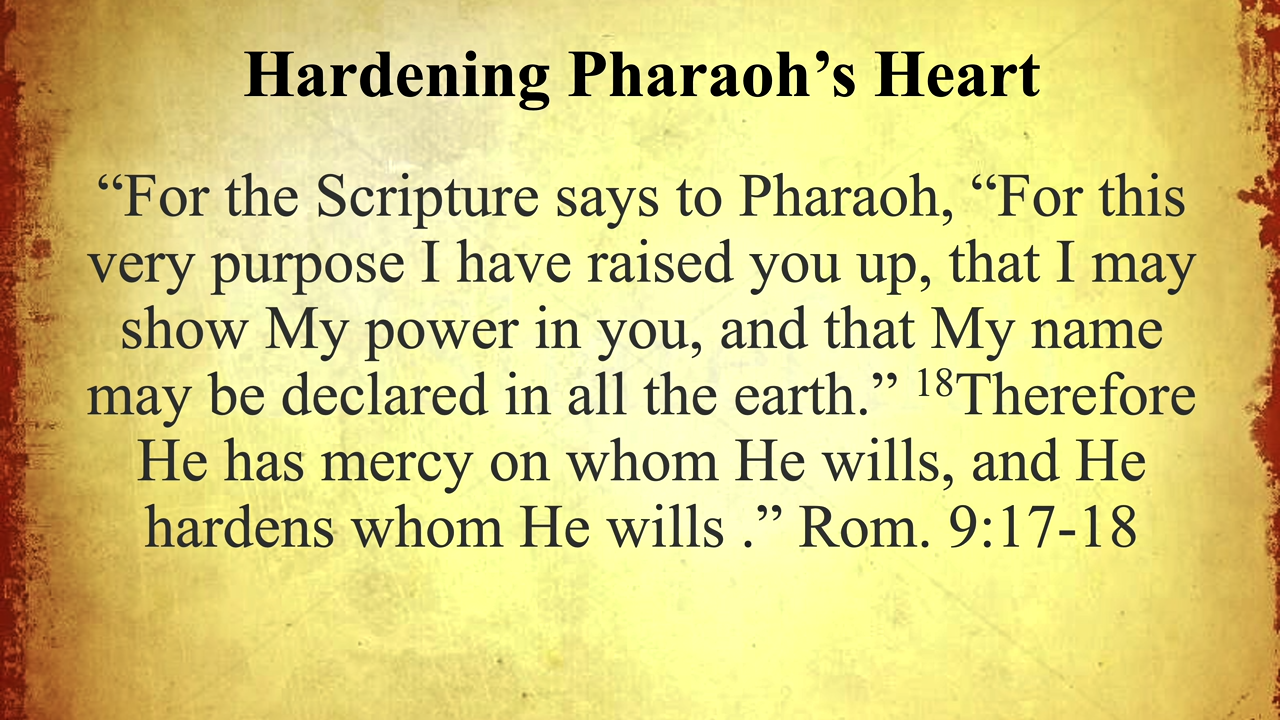 Hardening Pharaoh’s Heart
“For the Scripture says to Pharaoh, “For this
very purpose I have raised you up, that I may
show My power in you, and that My name
may be declared in all the earth.” ¹⁸Therefore
He has mercy on whom He wills, and He
hardens whom He wills .” Rom. 9:17-18